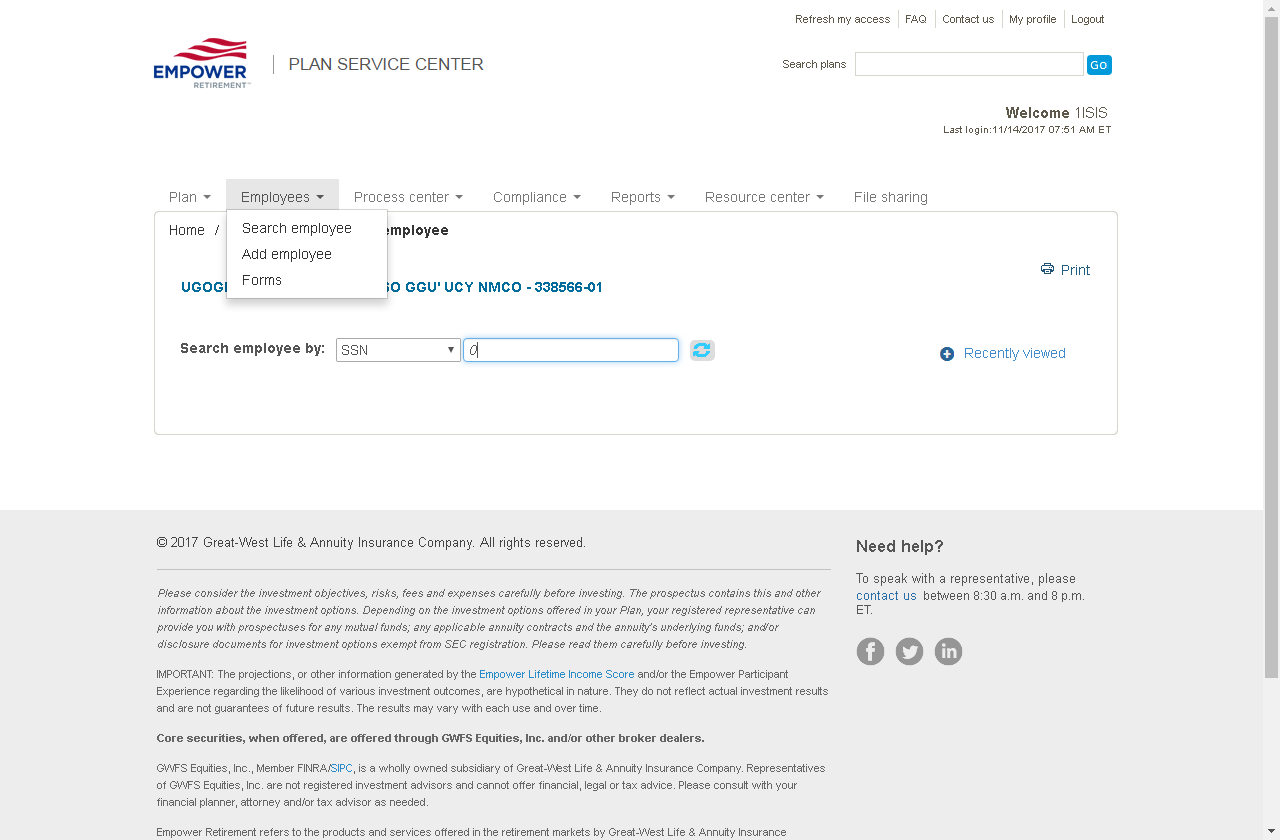 Refresh my access FAQ Contact us My profile Logout
EMPOWER
RETIREMENT™
PLAN SERVICE CENTER
Search plans Go
Welcome 1ISIS
Last login:11/14/2017 07:51 AM ET
Plan Employees Process center Compliance Reports Resource center File sharing
Home / employee
Search employee
Add employee
Forms
Print
GGU' UCY NMCO - 338566-01
Search employee by: SSN 0
Recently viewed
© 2017 Great-West Life & Annuity Insurance Company. All rights reserved.
Please consider the investment objectives, risks, fees and expenses carefully before investing. The prospectus contains this and other
information about the investment options. Depending on the investment options offered in your Plan, your registered representative can
provide you with prospectuses for any mutual funds; any applicable annuity contracts and the annuity's underlying funds; and/or
disclosure documents for investment options exempt from SEC registration. Please read them carefully before investing.
IMPORTANT: The projections, or other information generated by the Empower Lifetime Income Score and/or the Empower Participant
Experience regarding the likelihood of various investment outcomes, are hypothetical in nature. They do not reflect actual investment results
and are not guarantees of future results. The results may vary with each use and over time.
Core securities, when offered, are offered through GWFS Equities, Inc. and/or other broker dealers.
GWFS Equities, Inc., Member FINRA/SIPC, is a wholly owned subsidiary of Great-West Life & Annuity Insurance Company. Representatives
of GWFS Equities, Inc. are not registered investment advisors and cannot offer financial, legal or tax advice. Please consult with your
financial planner, attorney and/or tax advisor as needed.
Empower Retirement refers to the products and services offered in the retirement markets by Great-West Life & Annuity Insurance
Need help?
To speak with a representative, please
contact us between 8:30 a.m. and 8 p.m.
ET.